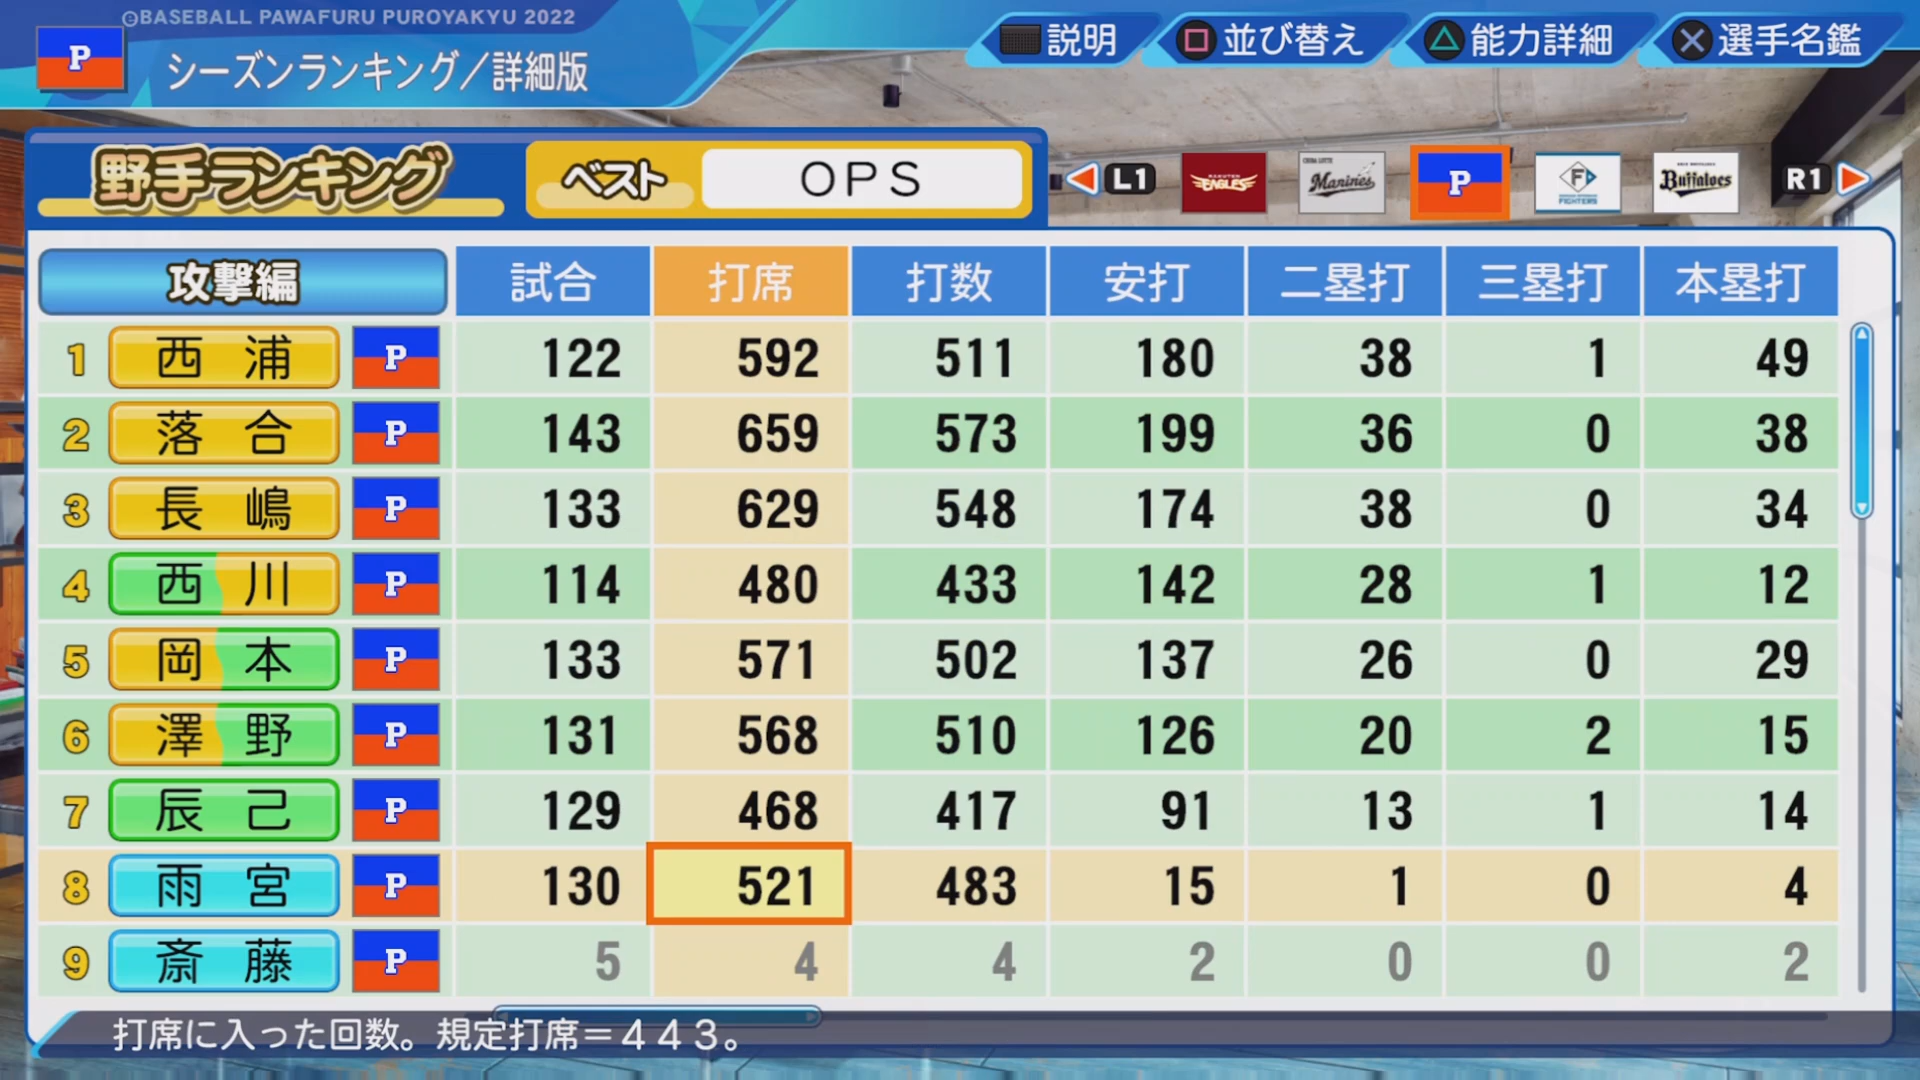 ©BASEBALL PAWAFURU PUROYAKYU 2022
P シーズンランキング／詳細版
説明 並び替え 能力詳細 選手名鑑
野手ランキング ベスト OPS
L1 EAGLES Marines P F FIGHTERS Buffaloes R1
攻撃編 試合 打席 打数 安打 二塁打 三塁打 本塁打
1 西浦 P 122 592 511 180 38 1 49
2 落合 P 143 659 573 199 36 0 38
3 長嶋 P 133 629 548 174 38 0 34
4 西川 P 114 480 433 142 28 1 12
5 岡本 P 133 571 502 137 26 0 29
6 澤野 P 131 568 510 126 20 2 15
7 辰己 P 129 468 417 91 13 1 14
8 雨宮 P 130 521 483 15 1 0 4
9 斎藤 P 5 4 4 2 0 0 2
打席に入った回数。規定打席＝４４３。